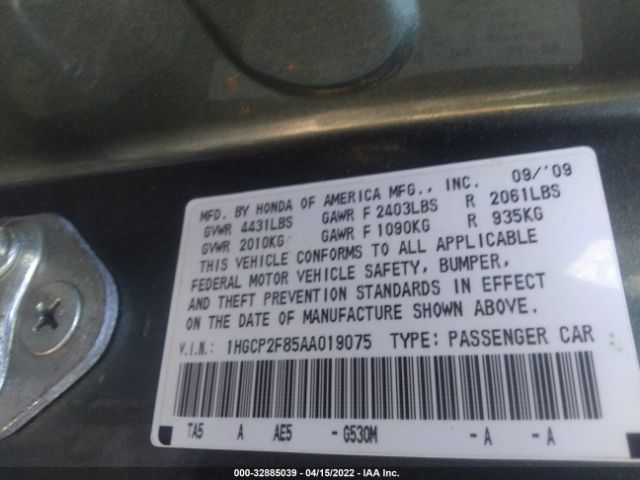 MFD. BY HONDA OF AMERICA MFG., INC. 09/'09
GVWR 4431LBS GAWR F 2403LBS R 2061LBS
GVWR 2010KG GAWR F 1090KG R 935KG
THIS VEHICLE CONFORMS TO ALL APPLICABLE
FEDERAL MOTOR VEHICLE SAFETY, BUMPER,
AND THEFT PREVENTION STANDARDS IN EFFECT
ON THE DATE OF MANUFACTURE SHOWN ABOVE.
V.I.N.: 1HGCP2F85AA019075 TYPE: PASSENGER CAR
TA5 A AE5 - G530M - A - A
000-32885039 - 04/15/2022 - IAA Inc.